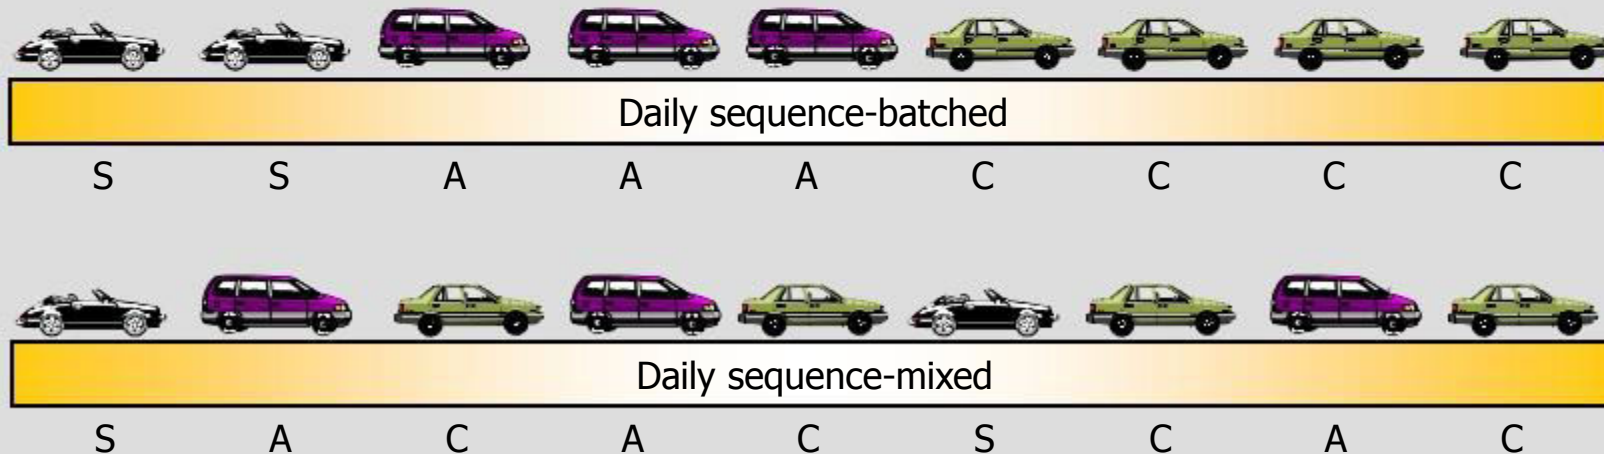 Daily sequence-batched
S S A A A C C C C
Daily sequence-mixed
S A C A C S C A C